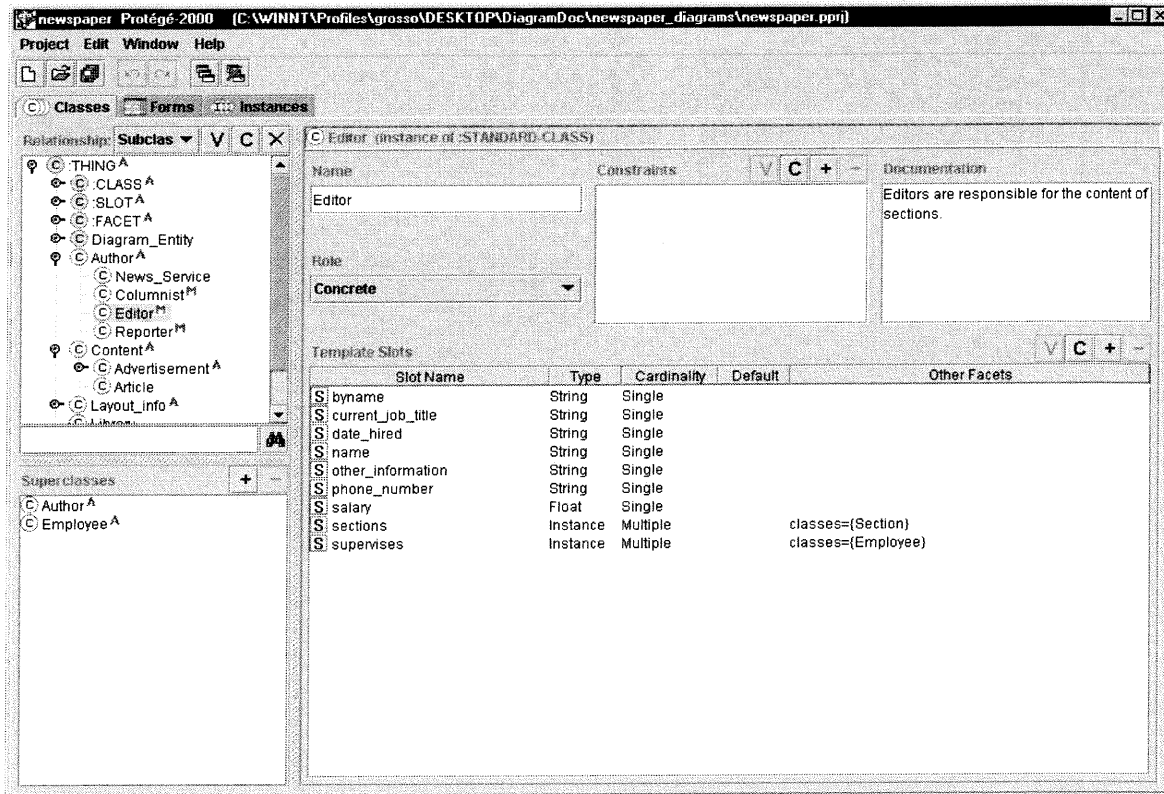 newspaper Protégé-2000 (C:\WINNT\Profiles\grosso\DESKTOP\DiagramDoc\newspaper_diagrams\newspaper.pprj)
Project Edit Window Help
C Classes Forms Instances
Relationship: Subclas V C X
C :THING A
C :CLASS A
C :SLOT A
C :FACET A
C Diagram_Entity
C Author A
C News_Service
C Columnist M
C Editor M
C Reporter M
C Content A
C Advertisement A
C Article
C Layout_info A
Superclasses + −
C Author A
C Employee A
C Editor (instance of :STANDARD-CLASS)
Name
Editor
Role
Concrete
Constraints V C + −
Documentation
Editors are responsible for the content of
sections.
Template Slots V C + −
Slot Name Type Cardinality Default Other Facets
S byname String Single
S current_job_title String Single
S date_hired String Single
S name String Single
S other_information String Single
S phone_number String Single
S salary Float Single
S sections Instance Multiple classes={Section}
S supervises Instance Multiple classes={Employee}